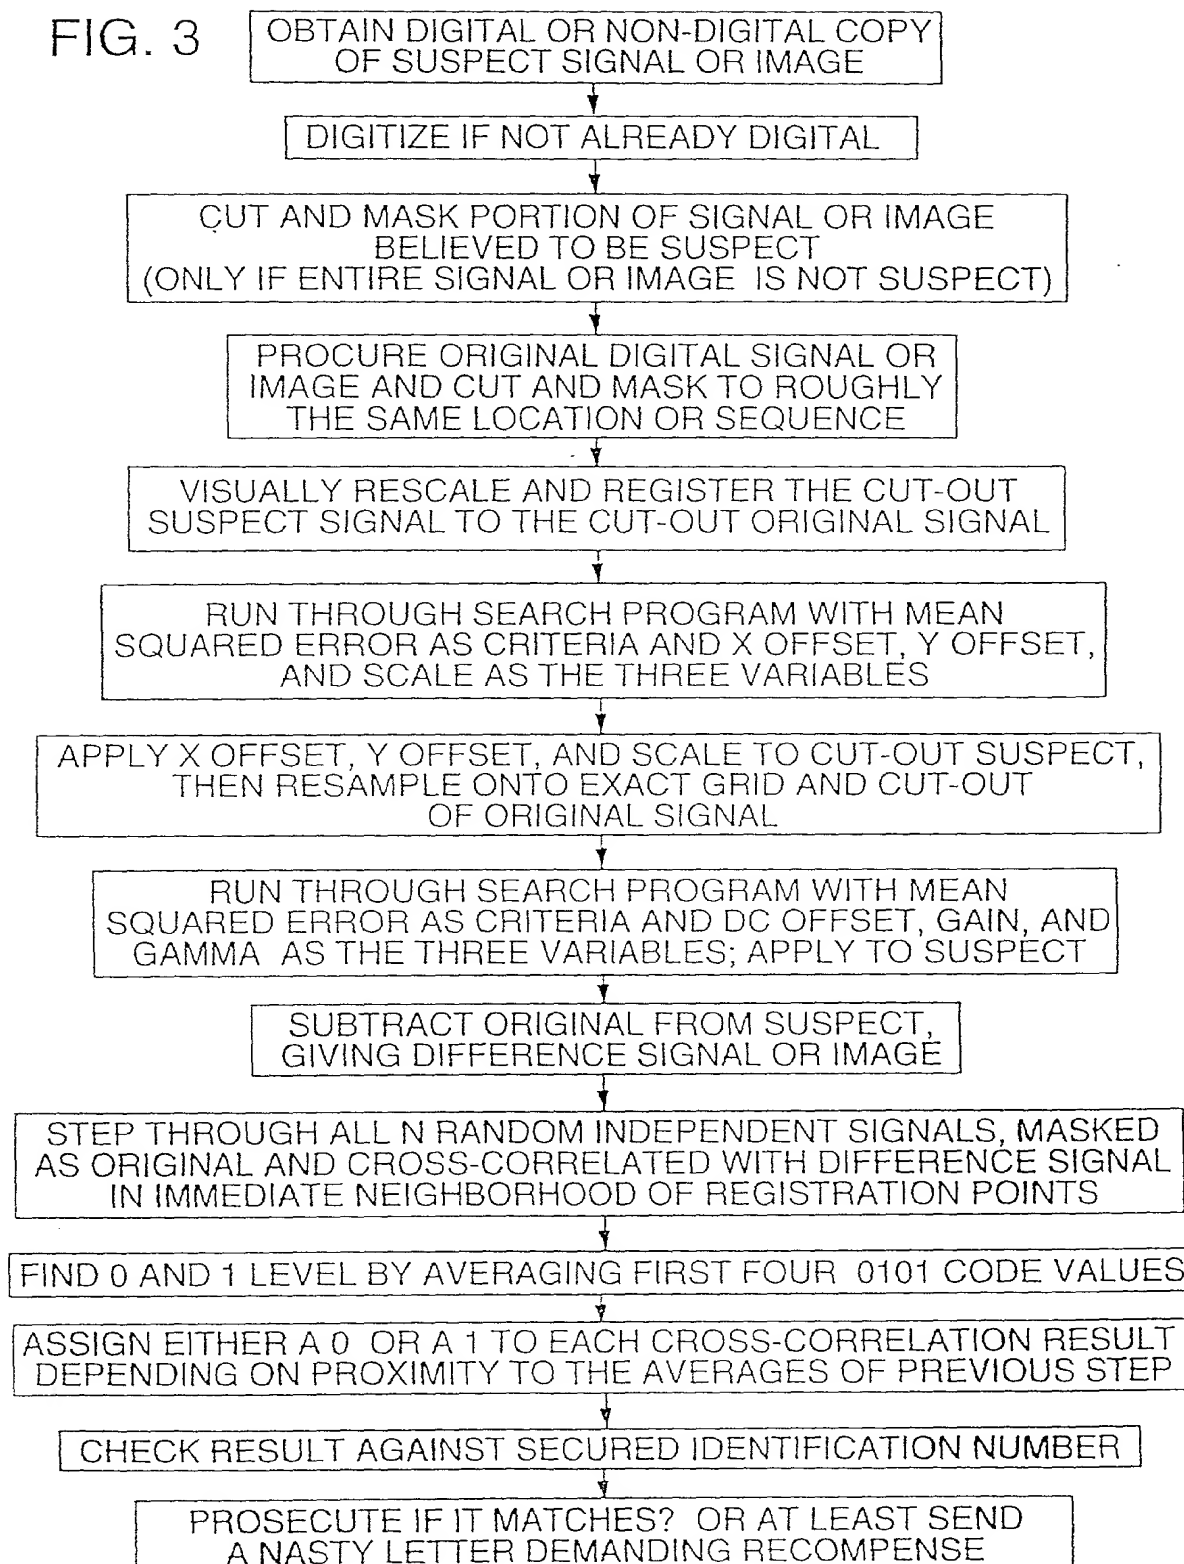 FIG. 3
OBTAIN DIGITAL OR NON-DIGITAL COPY
OF SUSPECT SIGNAL OR IMAGE
DIGITIZE IF NOT ALREADY DIGITAL
CUT AND MASK PORTION OF SIGNAL OR IMAGE
BELIEVED TO BE SUSPECT
(ONLY IF ENTIRE SIGNAL OR IMAGE IS NOT SUSPECT)
PROCURE ORIGINAL DIGITAL SIGNAL OR
IMAGE AND CUT AND MASK TO ROUGHLY
THE SAME LOCATION OR SEQUENCE
VISUALLY RESCALE AND REGISTER THE CUT-OUT
SUSPECT SIGNAL TO THE CUT-OUT ORIGINAL SIGNAL
RUN THROUGH SEARCH PROGRAM WITH MEAN
SQUARED ERROR AS CRITERIA AND X OFFSET, Y OFFSET,
AND SCALE AS THE THREE VARIABLES
APPLY X OFFSET, Y OFFSET, AND SCALE TO CUT-OUT SUSPECT,
THEN RESAMPLE ONTO EXACT GRID AND CUT-OUT
OF ORIGINAL SIGNAL
RUN THROUGH SEARCH PROGRAM WITH MEAN
SQUARED ERROR AS CRITERIA AND DC OFFSET, GAIN, AND
GAMMA AS THE THREE VARIABLES; APPLY TO SUSPECT
SUBTRACT ORIGINAL FROM SUSPECT,
GIVING DIFFERENCE SIGNAL OR IMAGE
STEP THROUGH ALL N RANDOM INDEPENDENT SIGNALS, MASKED
AS ORIGINAL AND CROSS-CORRELATED WITH DIFFERENCE SIGNAL
IN IMMEDIATE NEIGHBORHOOD OF REGISTRATION POINTS
FIND 0 AND 1 LEVEL BY AVERAGING FIRST FOUR 0101 CODE VALUES
ASSIGN EITHER A 0 OR A 1 TO EACH CROSS-CORRELATION RESULT
DEPENDING ON PROXIMITY TO THE AVERAGES OF PREVIOUS STEP
CHECK RESULT AGAINST SECURED IDENTIFICATION NUMBER
PROSECUTE IF IT MATCHES? OR AT LEAST SEND
A NASTY LETTER DEMANDING RECOMPENSE